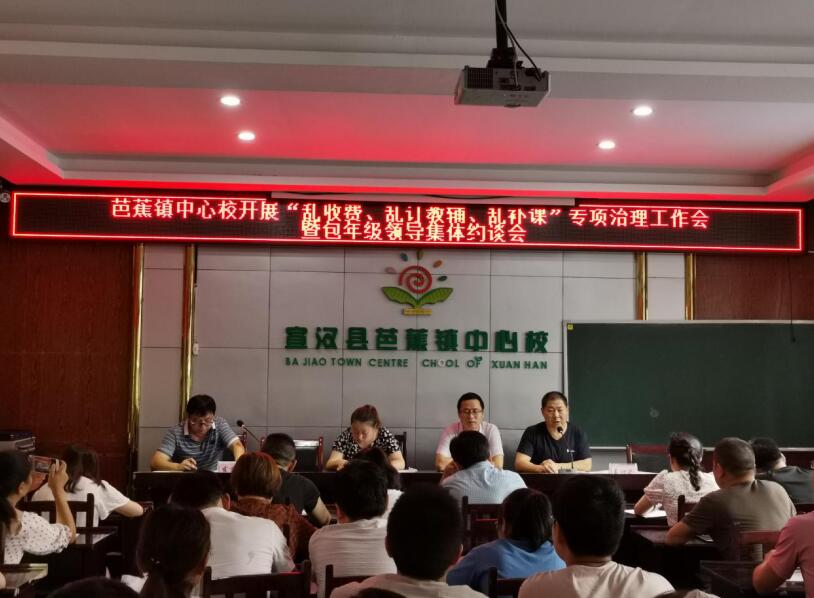 芭蕉镇中心校开展“乱收费、乱订教辅、乱补课”专项治理工作会
暨包年级领导集体约谈会
宣汉县芭蕉镇中心校
BA JIAO TOWN CENTRE CHOOL OF XUAN HAN